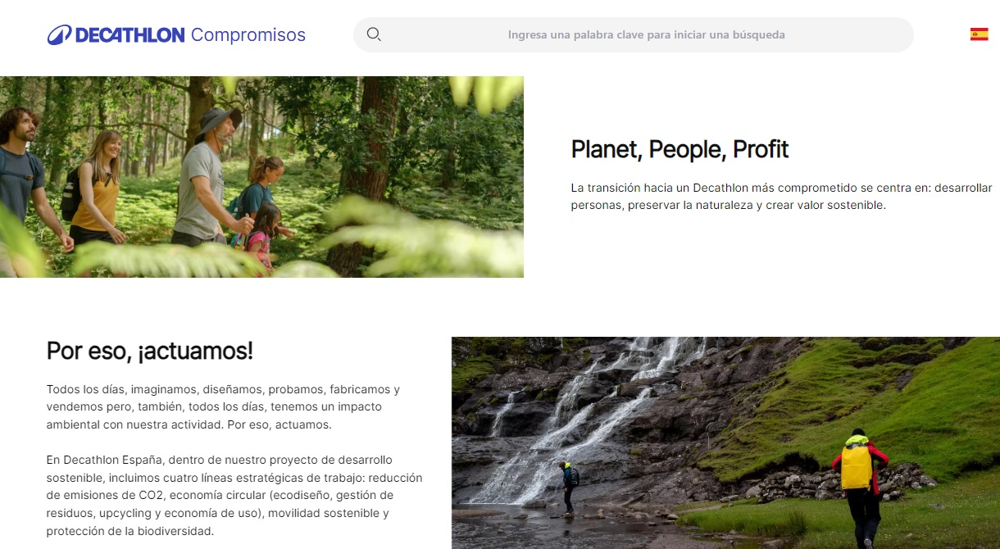 DECATHLON Compromisos
Ingresa una palabra clave para iniciar una búsqueda
Planet, People, Profit
La transición hacia un Decathlon más comprometido se centra en: desarrollar
personas, preservar la naturaleza y crear valor sostenible.
Por eso, ¡actuamos!
Todos los días, imaginamos, diseñamos, probamos, fabricamos y
vendemos pero, también, todos los días, tenemos un impacto
ambiental con nuestra actividad. Por eso, actuamos.
En Decathlon España, dentro de nuestro proyecto de desarrollo
sostenible, incluimos cuatro líneas estratégicas de trabajo: reducción
de emisiones de CO2, economía circular (ecodiseño, gestión de
residuos, upcycling y economía de uso), movilidad sostenible y
protección de la biodiversidad.